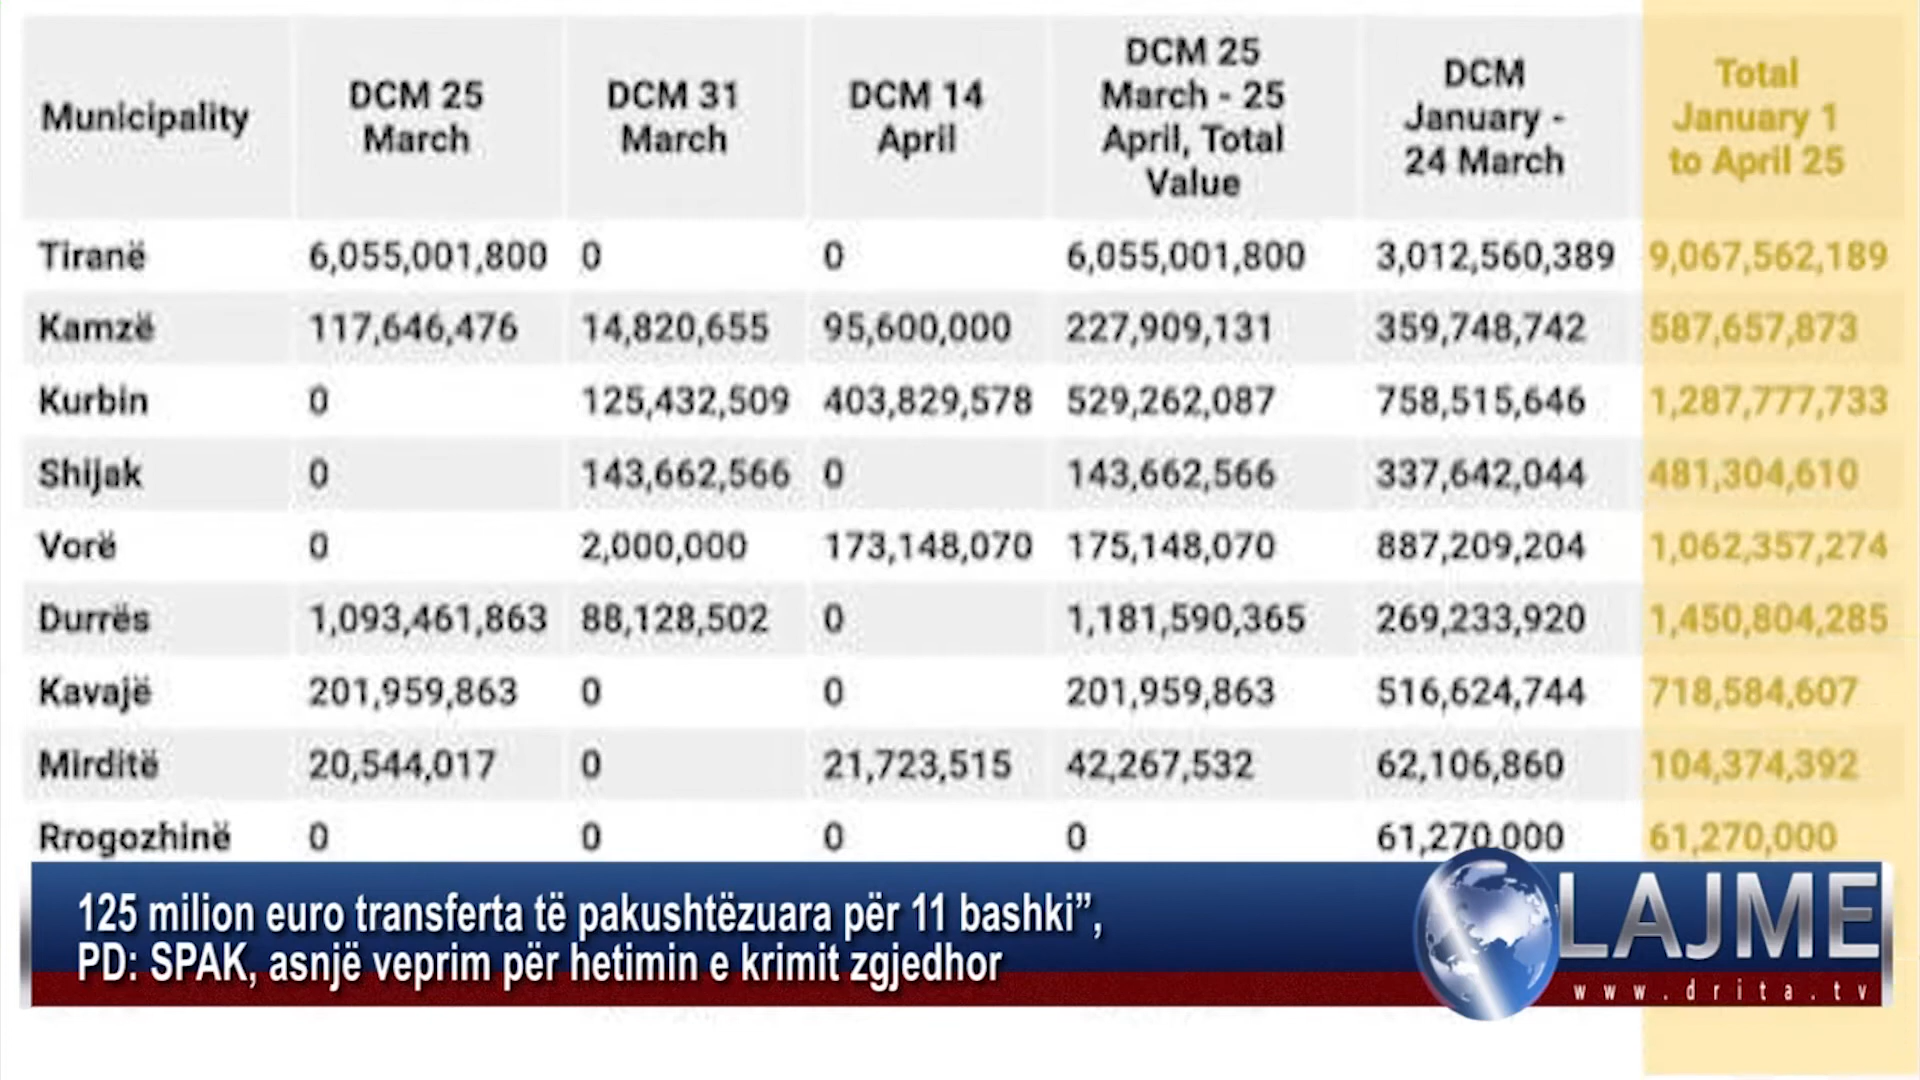 Municipality DCM 25 March DCM 31 March DCM 14 April DCM 25 March - 25 April, Total Value DCM January - 24 March Total January 1 to April 25
Tiranë 6,055,001,800 0 0 6,055,001,800 3,012,560,389 9,067,562,189
Kamzë 117,646,476 14,820,655 95,600,000 227,909,131 359,748,742 587,657,873
Kurbin 0 125,432,509 403,829,578 529,262,087 758,515,646 1,287,777,733
Shijak 0 143,662,566 0 143,662,566 337,642,044 481,304,610
Vorë 0 2,000,000 173,148,070 175,148,070 887,209,204 1,062,357,274
Durrës 1,093,461,863 88,128,502 0 1,181,590,365 269,233,920 1,450,804,285
Kavajë 201,959,863 0 0 201,959,863 516,624,744 718,584,607
Mirditë 20,544,017 0 21,723,515 42,267,532 62,106,860 104,374,392
Rrogozhinë 0 0 0 0 61,270,000 61,270,000
125 milion euro transferta të pakushtëzuara për 11 bashki”,
PD: SPAK, asnjë veprim për hetimin e krimit zgjedhor
LAJME
www.drita.tv